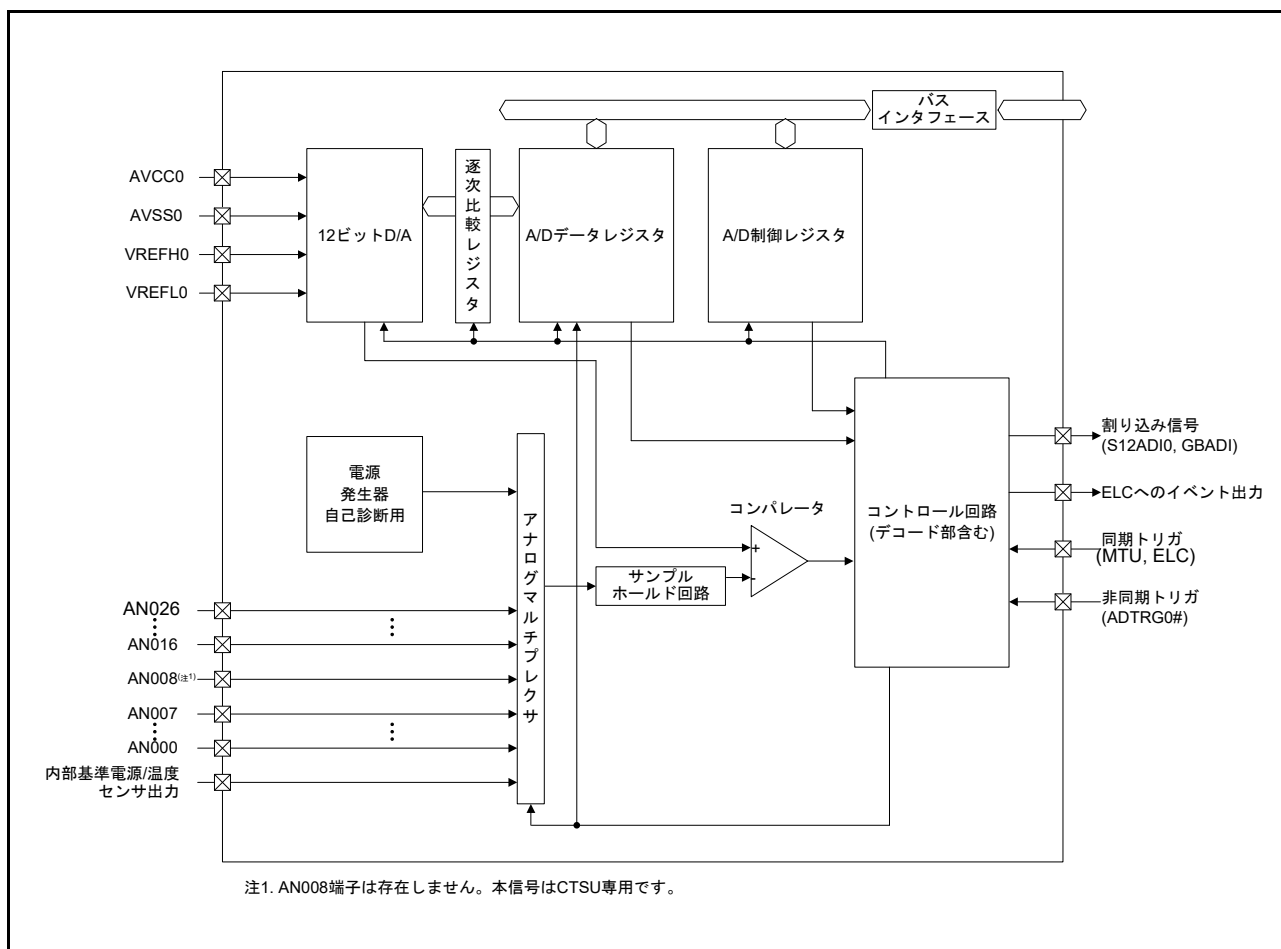 バス
インタフェース
AVCC0
AVSS0
VREFH0
VREFL0
12ビットD/A
逐次比較レジスタ
A/Dデータレジスタ
A/D制御レジスタ
電源
発生器
自己診断用
アナログマルチプレクサ
コンパレータ
+
-
サンプル
ホールド回路
コントロール回路
(デコード部含む)
割り込み信号
(S12ADI0, GBADI)
ELCへのイベント出力
同期トリガ
(MTU, ELC)
非同期トリガ
(ADTRG0#)
AN026
AN016
AN008(注1)
AN007
AN000
内部基準電源/温度
センサ出力
注1. AN008端子は存在しません。本信号はCTSU専用です。